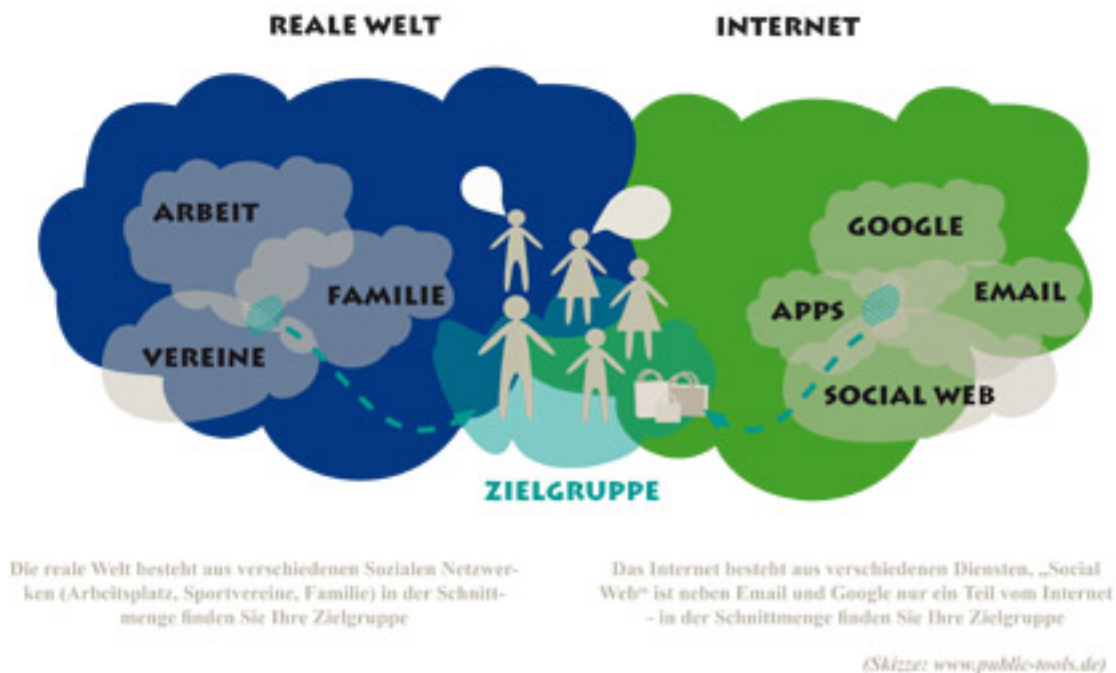 REALE WELT
INTERNET
ARBEIT
FAMILIE
VEREINE
GOOGLE
APPS
EMAIL
SOCIAL WEB
ZIELGRUPPE
Die reale Welt besteht aus verschiedenen Sozialen Netzwer-
ken (Arbeitsplatz, Sportvereine, Familie) in der Schnitt-
menge finden Sie Ihre Zielgruppe
Das Internet besteht aus verschiedenen Diensten, „Social
Web“ ist neben Email und Google nur ein Teil vom Internet
- in der Schnittmenge finden Sie Ihre Zielgruppe
(Skizze: www.public-tools.de)